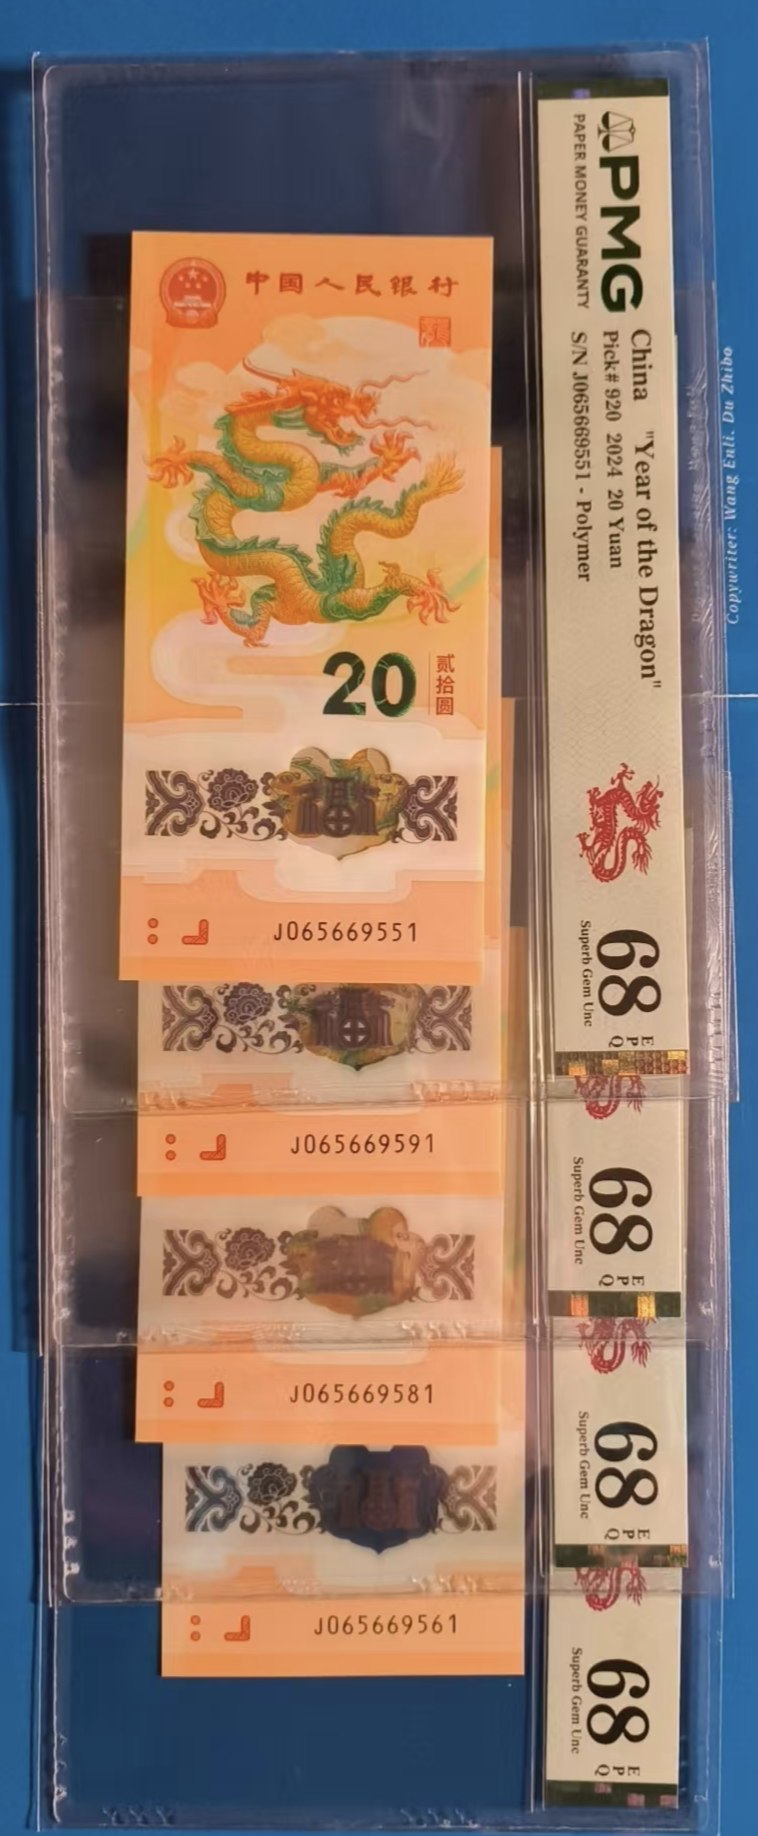 中国人民银行
20
贰拾圆
福
J065669551
J065669591
J065669581
J065669561
PMG
PAPER MONEY GUARANTY
China "Year of the Dragon"
Pick# 920 2024 20 Yuan
S/N J065669551 - Polymer
68 EPQ
Superb Gem Unc
68 EPQ
Superb Gem Unc
68 EPQ
Superb Gem Unc
68 EPQ
Superb Gem Unc
Copywriter: Wang Enli, Du Zhibo